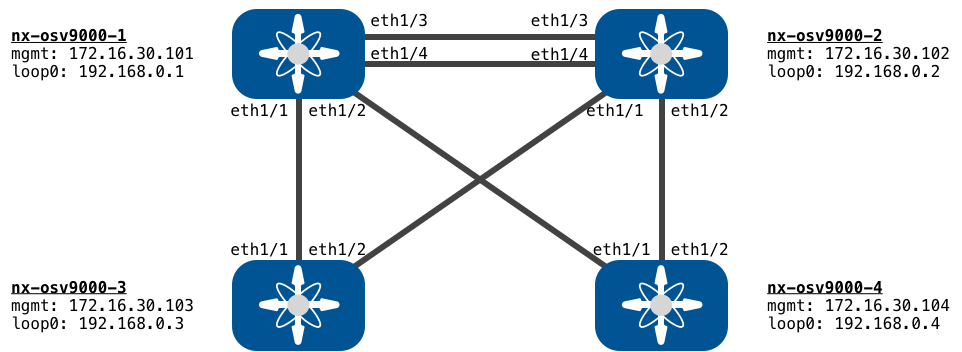 nx-osv9000-1
mgmt: 172.16.30.101
loop0: 192.168.0.1
eth1/3
eth1/3
eth1/4
eth1/4
nx-osv9000-2
mgmt: 172.16.30.102
loop0: 192.168.0.2
eth1/1
eth1/2
eth1/1
eth1/2
eth1/1
eth1/2
eth1/1
eth1/2
nx-osv9000-3
mgmt: 172.16.30.103
loop0: 192.168.0.3
nx-osv9000-4
mgmt: 172.16.30.104
loop0: 192.168.0.4